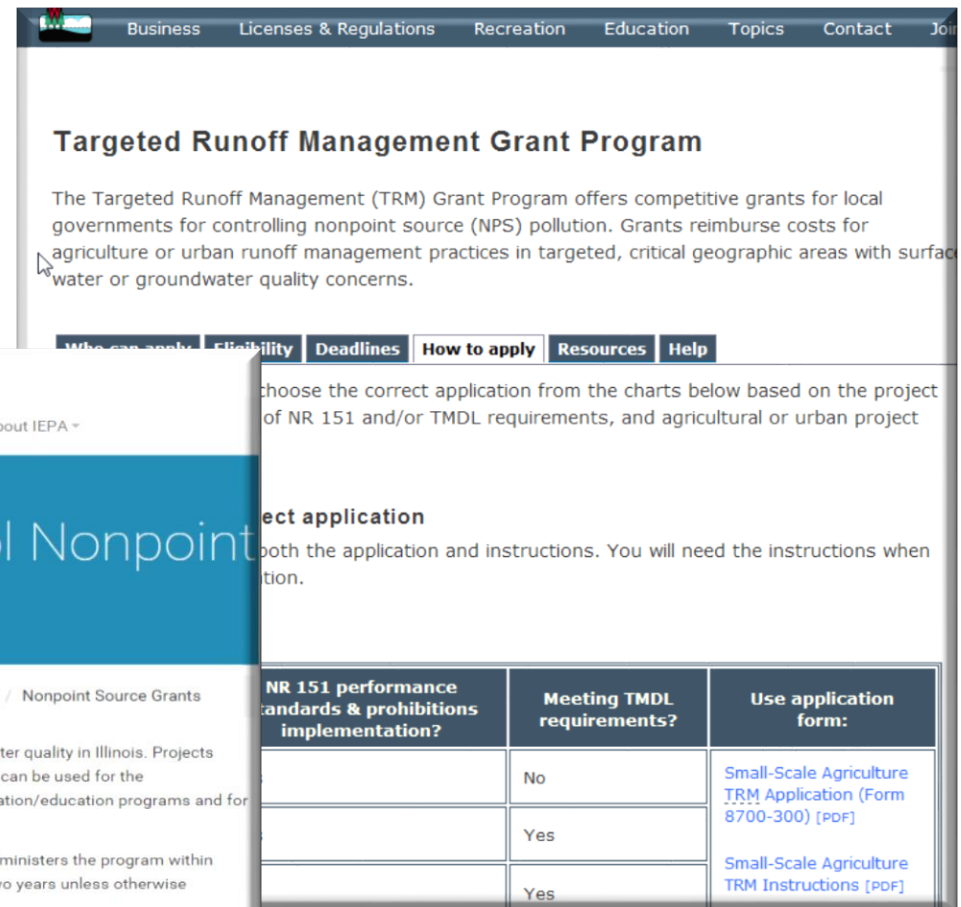 Business Licenses & Regulations Recreation Education Topics Contact Join
Targeted Runoff Management Grant Program
The Targeted Runoff Management (TRM) Grant Program offers competitive grants for local
governments for controlling nonpoint source (NPS) pollution. Grants reimburse costs for
agriculture or urban runoff management practices in targeted, critical geographic areas with surface
water or groundwater quality concerns.
Who can apply Eligibility Deadlines How to apply Resources Help
choose the correct application from the charts below based on the project
of NR 151 and/or TMDL requirements, and agricultural or urban project
ect application
both the application and instructions. You will need the instructions when
tion.
NR 151 performance
standards & prohibitions
implementation?
Meeting TMDL
requirements?
Use application
form:
No
Yes
Yes
Small-Scale Agriculture
TRM Application (Form
8700-300) [PDF]
Small-Scale Agriculture
TRM Instructions [PDF]
out IEPA
l Nonpoint
/ Nonpoint Source Grants
ter quality in Illinois. Projects
can be used for the
ation/education programs and for
ministers the program within
vo years unless otherwise